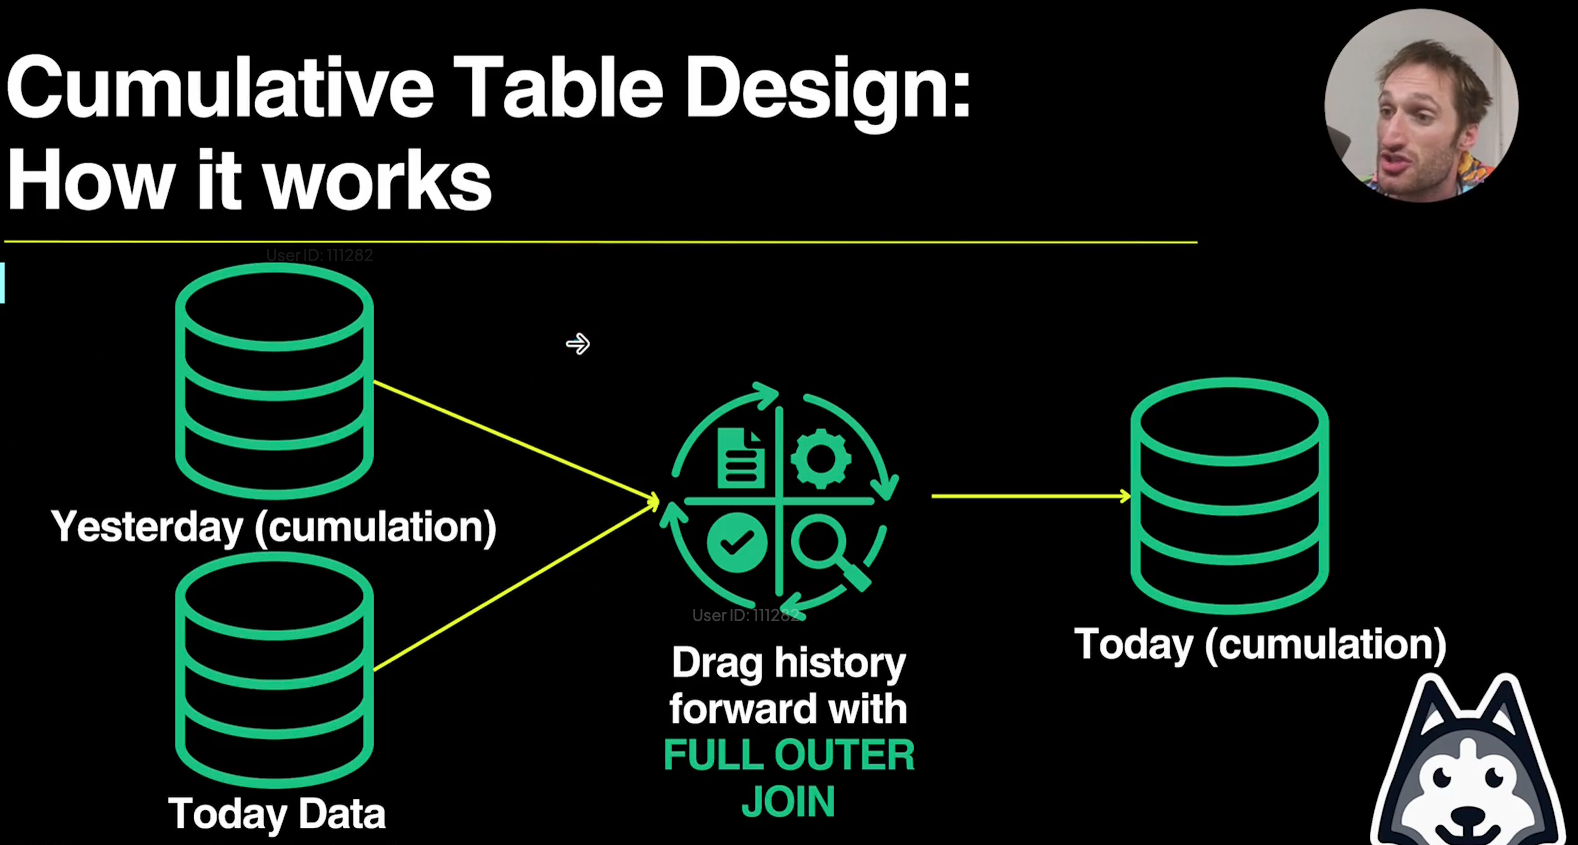 Cumulative Table Design:
How it works
User ID: 111282
Yesterday (cumulation)
Today Data
User ID: 111282
Drag history
forward with
FULL OUTER
JOIN
Today (cumulation)